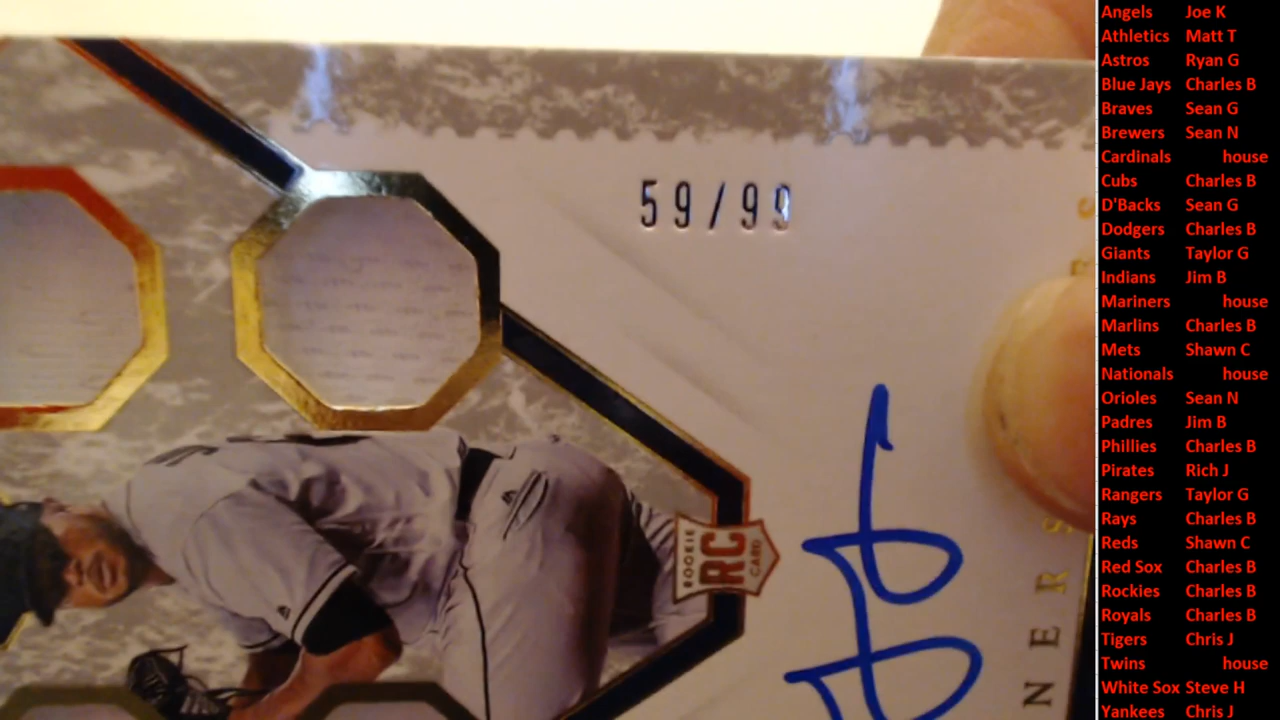 59/99
ROOKIE
RC
CARD
NERS
Angels Joe K
Athletics Matt T
Astros Ryan G
Blue Jays Charles B
Braves Sean G
Brewers Sean N
Cardinals house
Cubs Charles B
D'Backs Sean G
Dodgers Charles B
Giants Taylor G
Indians Jim B
Mariners house
Marlins Charles B
Mets Shawn C
Nationals house
Orioles Sean N
Padres Jim B
Phillies Charles B
Pirates Rich J
Rangers Taylor G
Rays Charles B
Reds Shawn C
Red Sox Charles B
Rockies Charles B
Royals Charles B
Tigers Chris J
Twins house
White Sox Steve H
Yankees Chris J